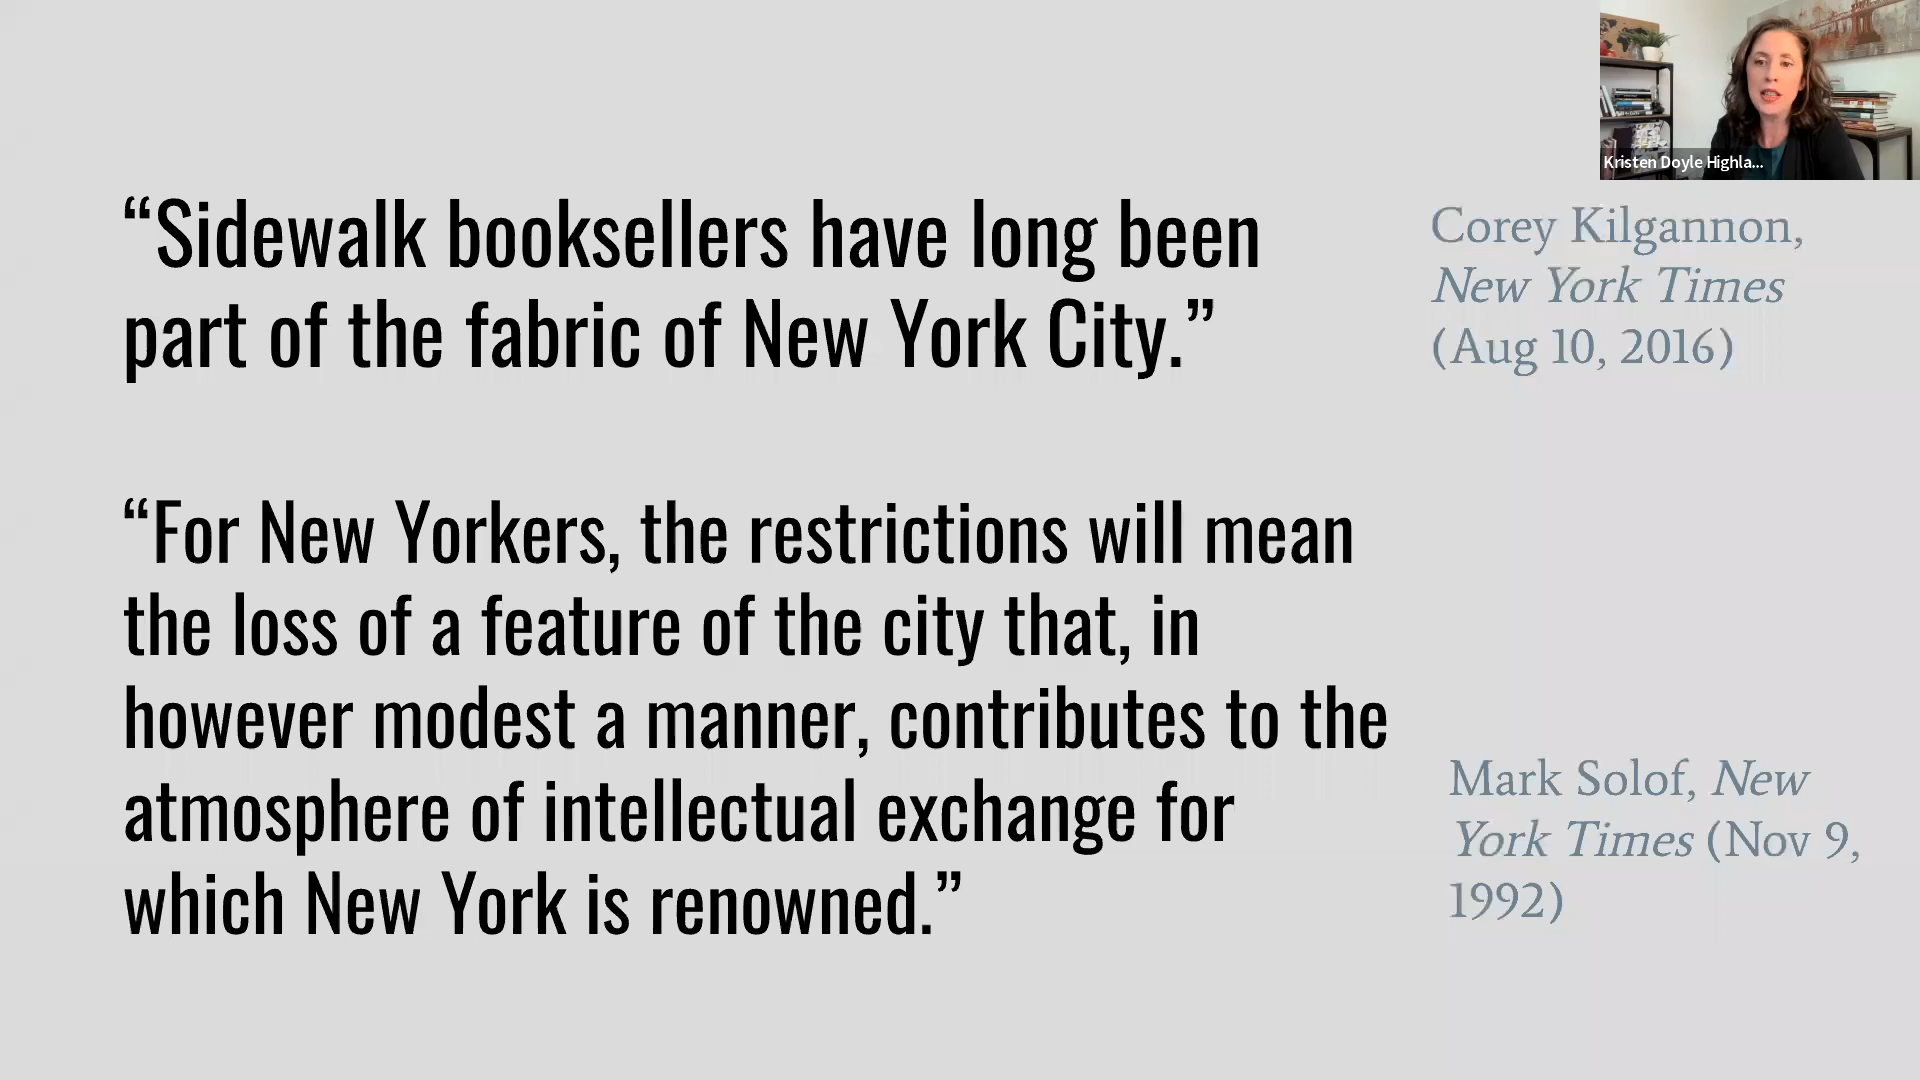 Kristen Doyle Highla...
“Sidewalk booksellers have long been
part of the fabric of New York City.”
Corey Kilgannon,
New York Times
(Aug 10, 2016)
“For New Yorkers, the restrictions will mean
the loss of a feature of the city that, in
however modest a manner, contributes to the
atmosphere of intellectual exchange for
which New York is renowned.”
Mark Solof, New
York Times (Nov 9,
1992)